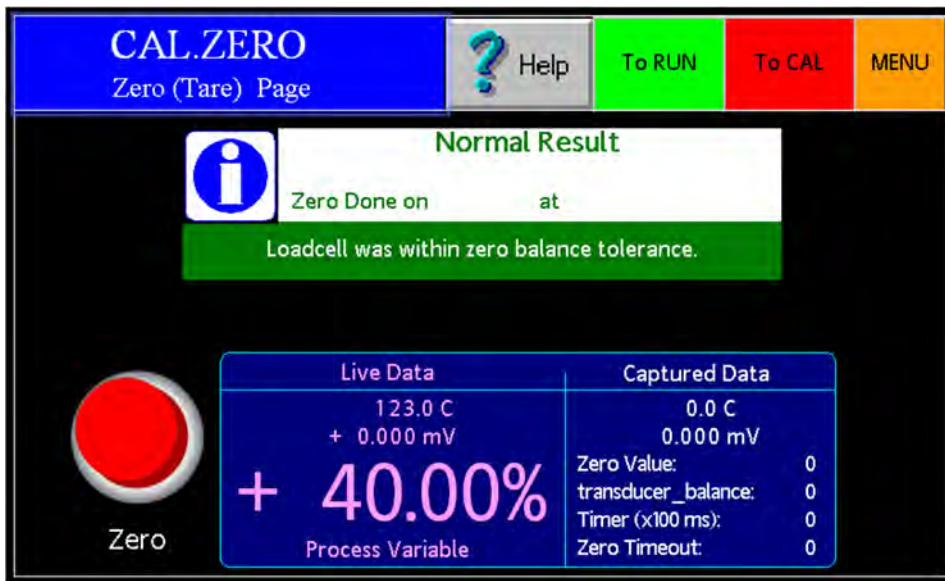 CAL.ZERO
Zero (Tare) Page
Help
To RUN
To CAL
MENU
Normal Result
Zero Done on at
Loadcell was within zero balance tolerance.
Live Data
123.0 C
+ 0.000 mV
+ 40.00%
Process Variable
Captured Data
0.0 C
0.000 mV
Zero Value: 0
transducer_balance: 0
Timer (x100 ms): 0
Zero Timeout: 0
Zero